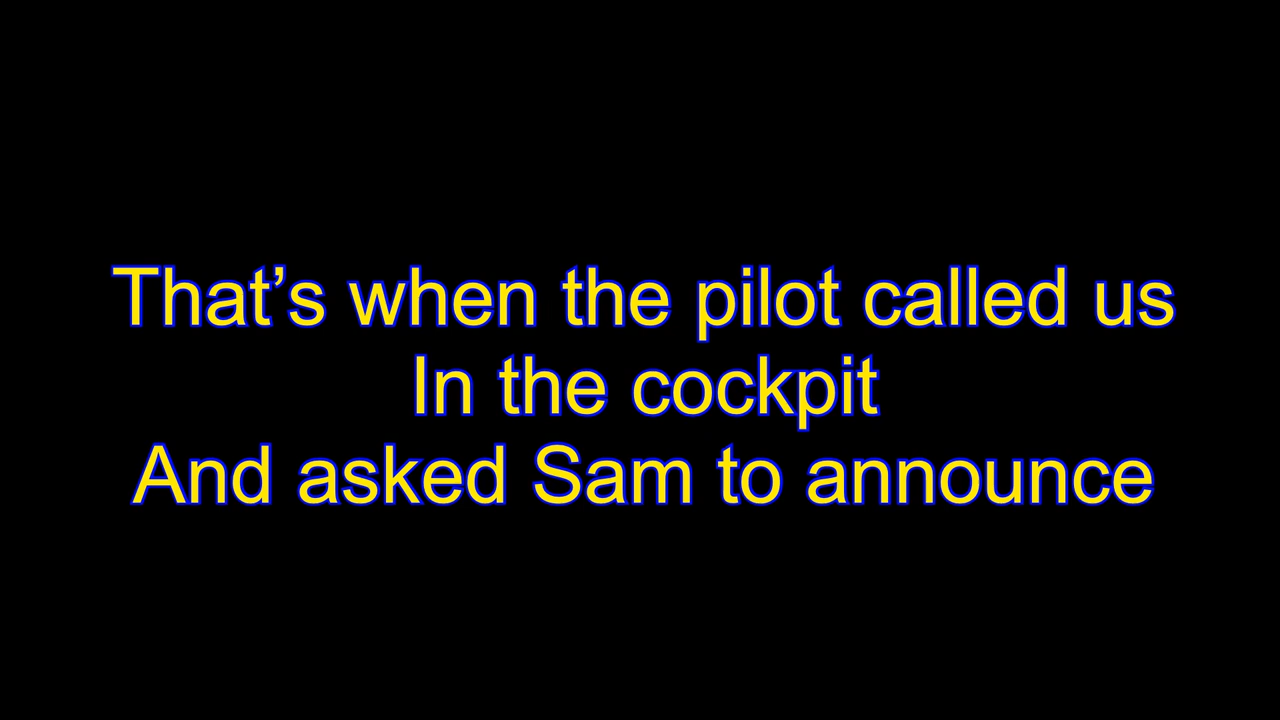 That’s when the pilot called us
In the cockpit
And asked Sam to announce